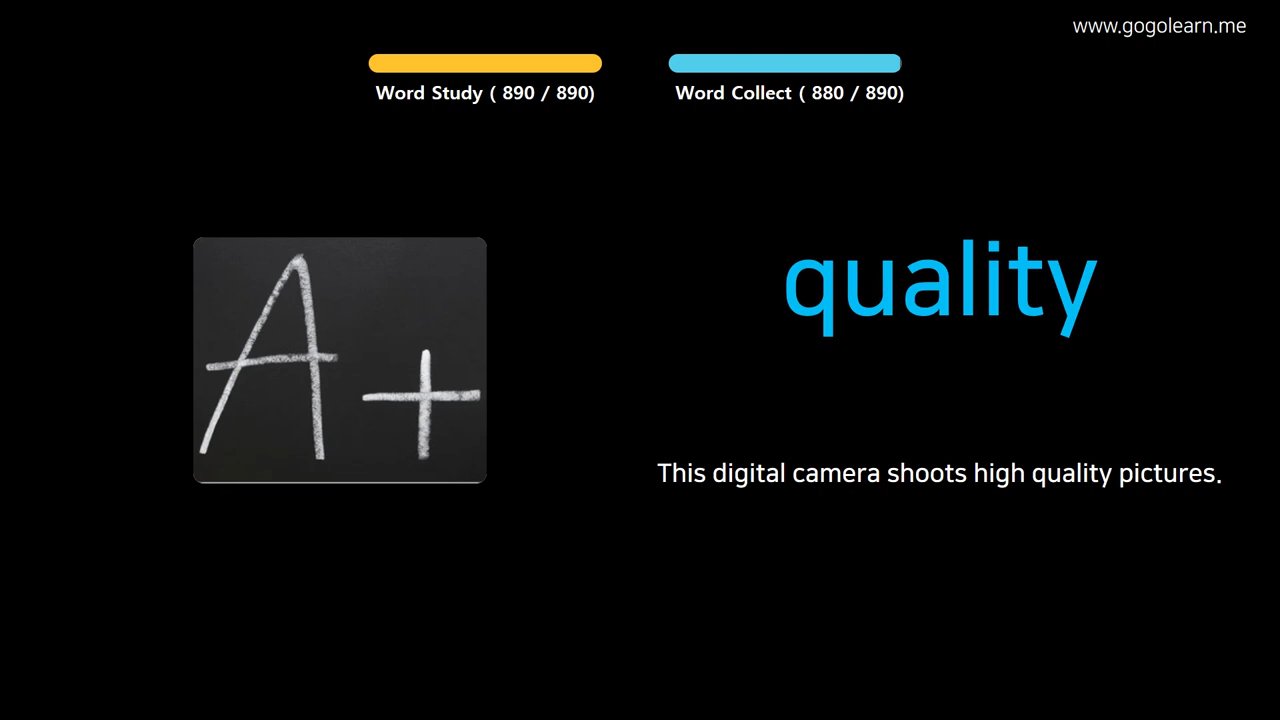 www.gogolearn.me
Word Study ( 890 / 890)
Word Collect ( 880 / 890)
A+
quality
This digital camera shoots high quality pictures.